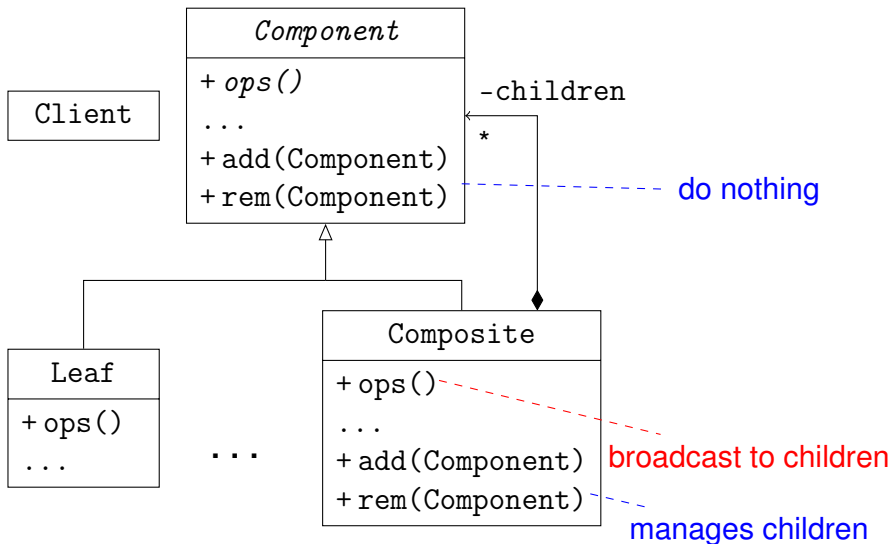 Component
+ ops()
...
+ add(Component)
+ rem(Component)
Client
-children
*
do nothing
Leaf
+ ops()
...
...
Composite
+ ops()
...
+ add(Component)
+ rem(Component)
broadcast to children
manages children